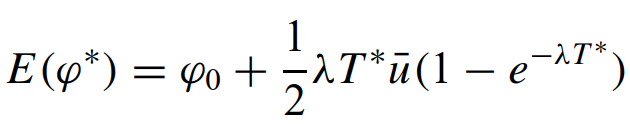 E(φ*) = φ₀ + ½λT*ū(1 − e^{−λT*})